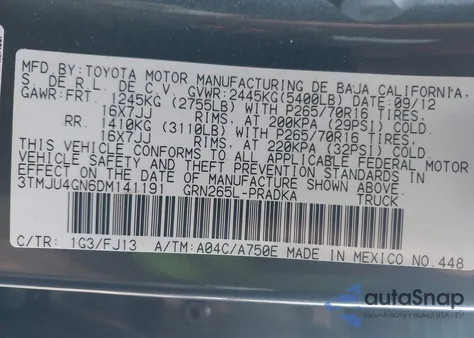 MFD.BY:TOYOTA MOTOR MANUFACTURING DE BAJA CALIFORNIA,
S. DE R.L. DE C.V. GVWR:2445KG(5400LB) DATE:09/12
GAWR:FRT. 1245KG (2755LB) WITH P265/70R16 TIRES,
16X7JJ RIMS, AT 200KPA (29PSI) COLD.
RR. 1410KG (3110LB) WITH P265/70R16 TIRES,
16X7JJ RIMS, AT 220KPA (32PSI) COLD.
THIS VEHICLE CONFORMS TO ALL APPLICABLE FEDERAL MOTOR
VEHICLE SAFETY AND THEFT PREVENTION STANDARDS IN
EFFECT ON THE DATE OF MANUFACTURE SHOWN ABOVE.
3TMJU4GN6DM141191 GRN265L-PRADKA TRUCK
C/TR: 1G3/FJ13 A/TM:A04C/A750E MADE IN MEXICO NO.448
autoSnap